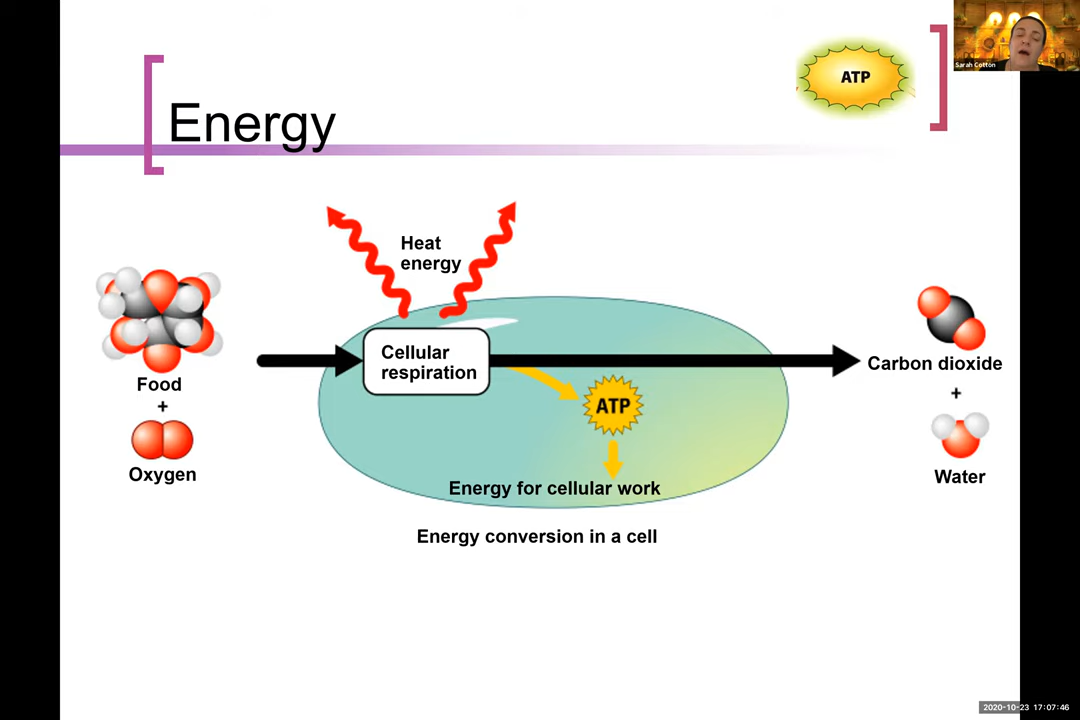 ATP
Sarah Cotton
Energy
Heat
energy
Cellular
respiration
Food
+
Oxygen
ATP
Energy for cellular work
Carbon dioxide
+
Water
Energy conversion in a cell
2020-10-23 17:07:46